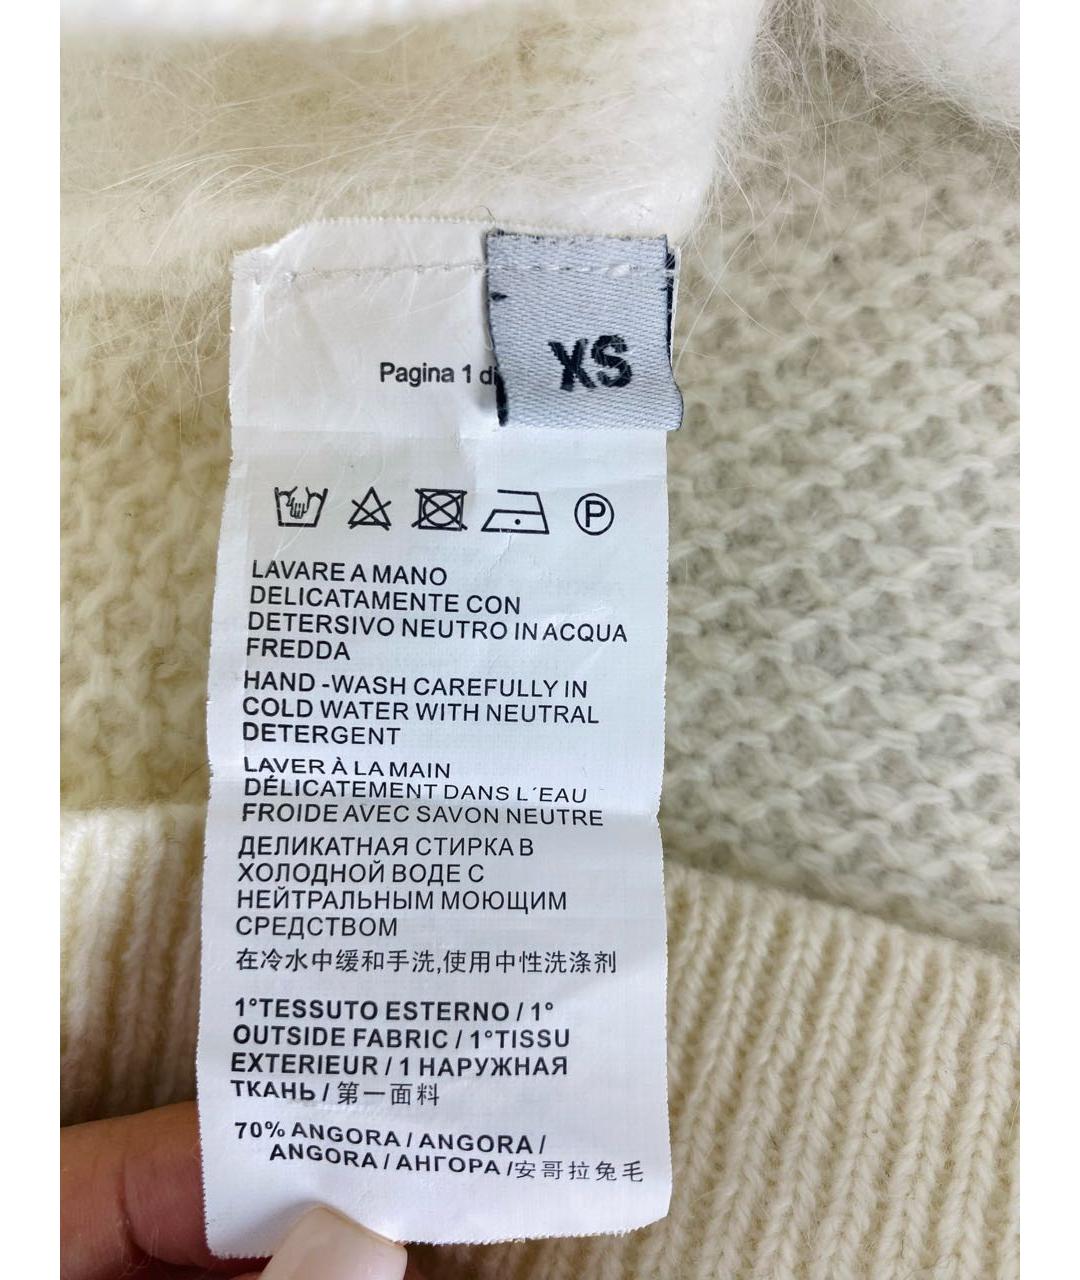 Pagina 1 di
XS
P
LAVARE A MANO
DELICATAMENTE CON
DETERSIVO NEUTRO IN ACQUA
FREDDA
HAND -WASH CAREFULLY IN
COLD WATER WITH NEUTRAL
DETERGENT
LAVER À LA MAIN
DÉLICATEMENT DANS L´EAU
FROIDE AVEC SAVON NEUTRE
ДЕЛИКАТНАЯ СТИРКА В
ХОЛОДНОЙ ВОДЕ С
НЕЙТРАЛЬНЫМ МОЮЩИМ
СРЕДСТВОМ
在冷水中缓和手洗,使用中性洗涤剂
1°TESSUTO ESTERNO / 1°
OUTSIDE FABRIC / 1°TISSU
EXTERIEUR / 1 НАРУЖНАЯ
ТКАНЬ / 第一面料
70% ANGORA / ANGORA /
ANGORA / АНГОРА /安哥拉兔毛